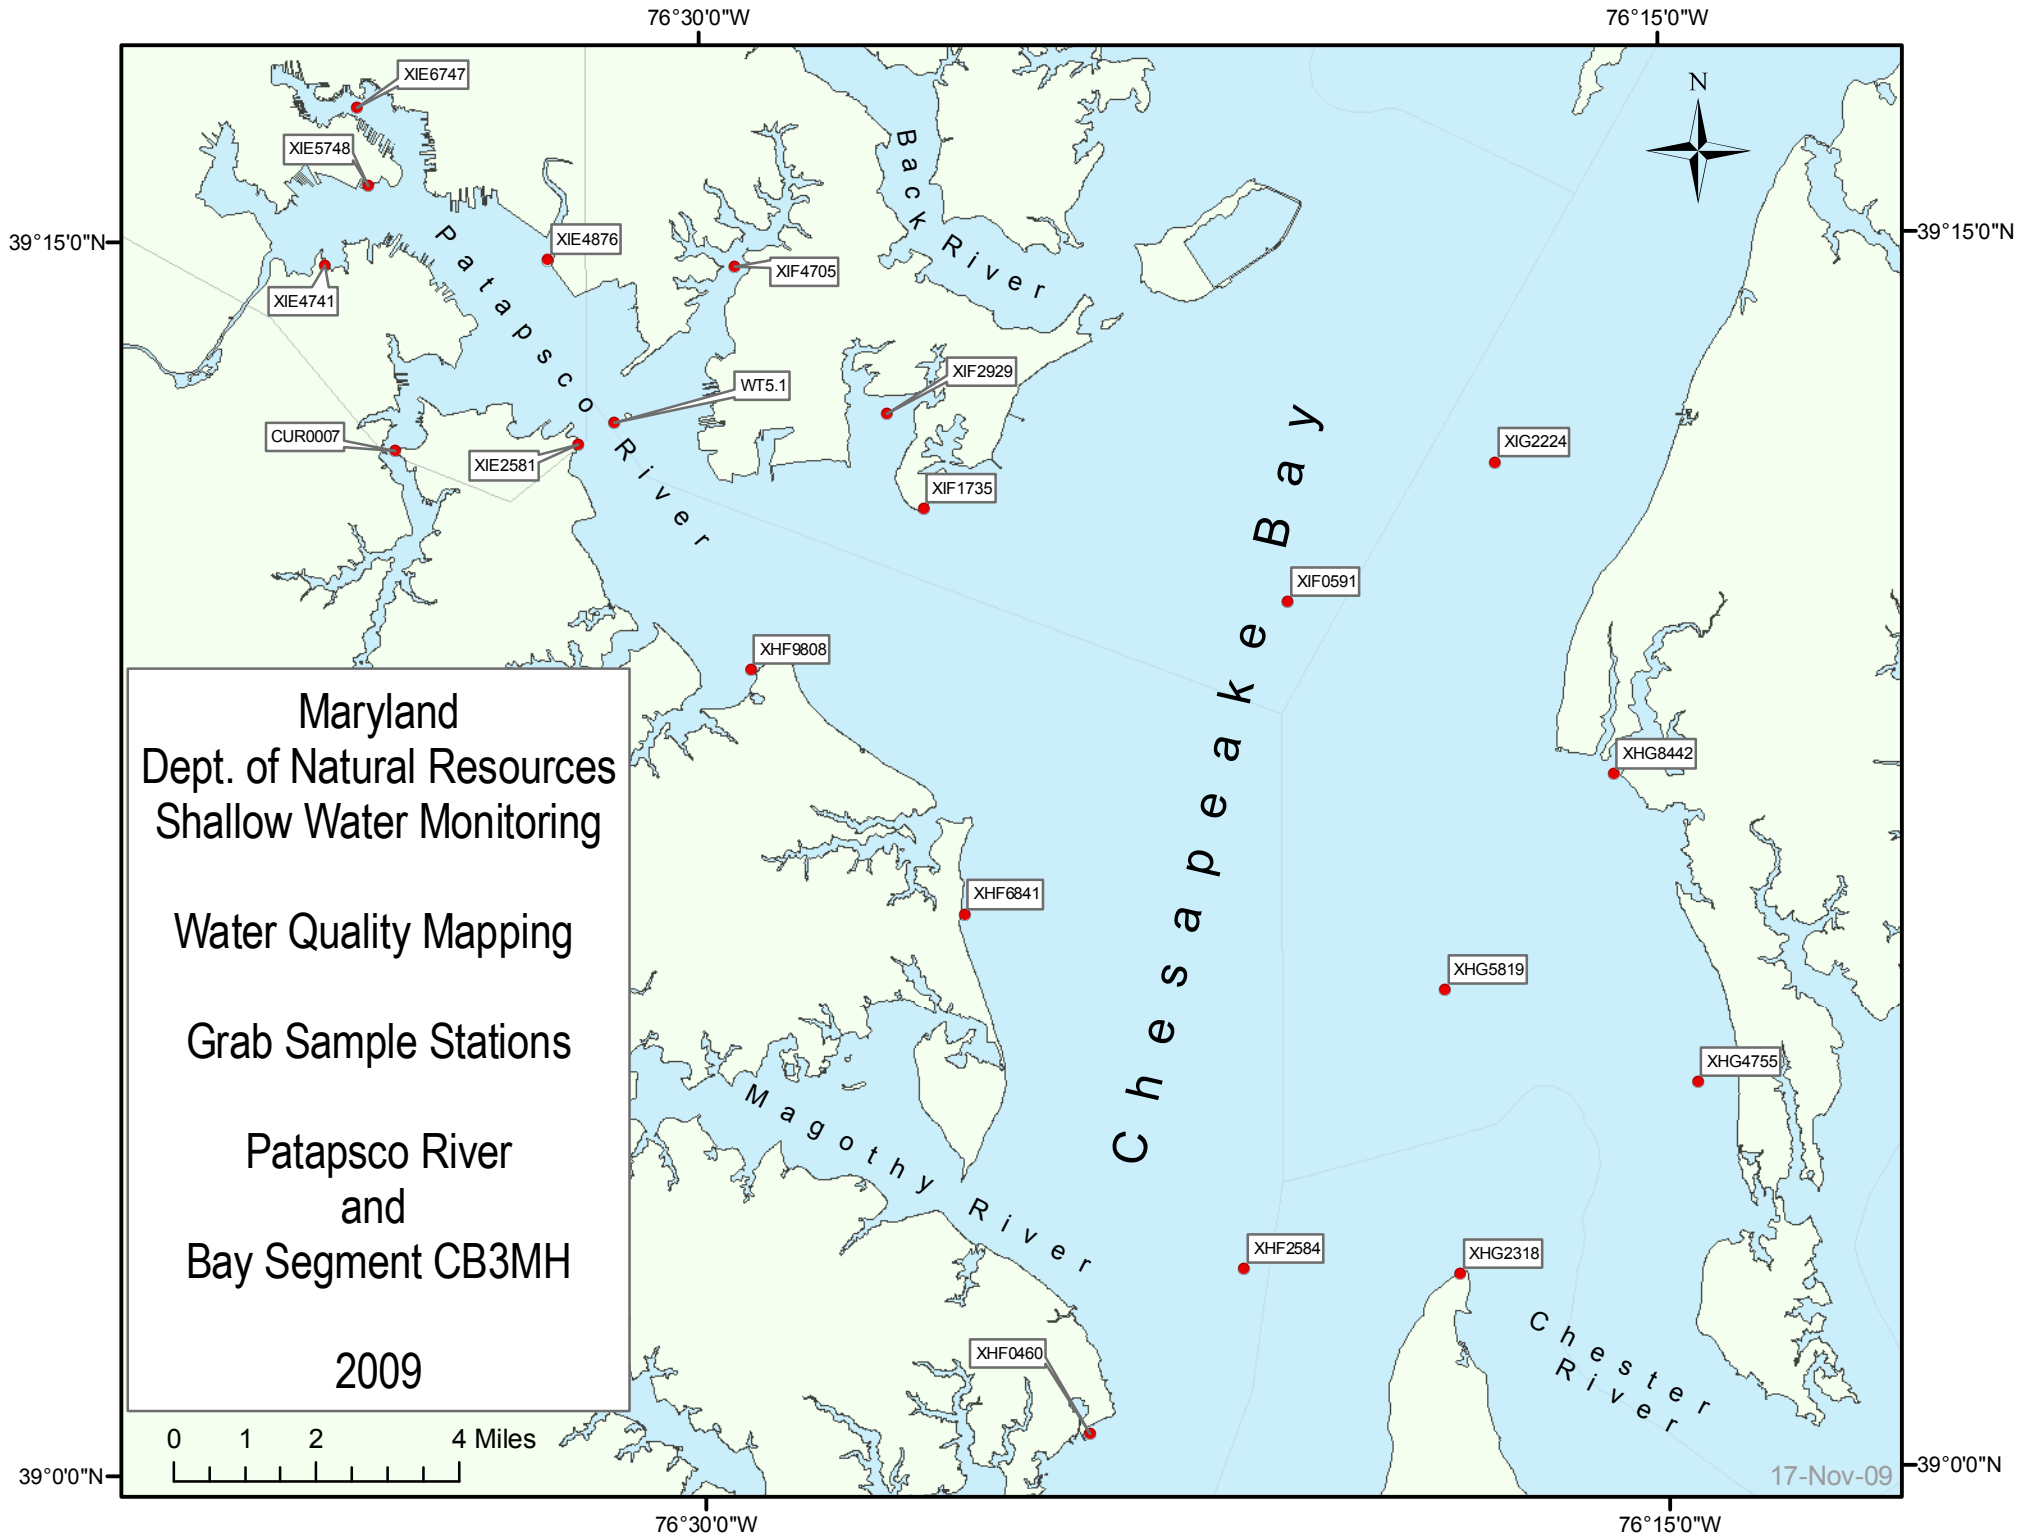 76°30'0"W
76°15'0"W
N
XIE6747
XIE5748
Back River
39°15'0"N
39°15'0"N
XIE4876
XIF4705
XIE4741
Patapsco River
WT5.1
XIF2929
CUR0007
XIE2581
XIG2224
XIF1735
Chesapeake Bay
XIF0591
XHF9808
XHG8442
Maryland
Dept. of Natural Resources
Shallow Water Monitoring
Water Quality Mapping
Grab Sample Stations
Patapsco River
and
Bay Segment CB3MH
2009
XHF6841
XHG5819
XHG4755
Magothy River
XHF2584
XHG2318
Chester
River
XHF0460
0 1 2 4 Miles
39°0'0"N
39°0'0"N
17-Nov-09
76°30'0"W
76°15'0"W